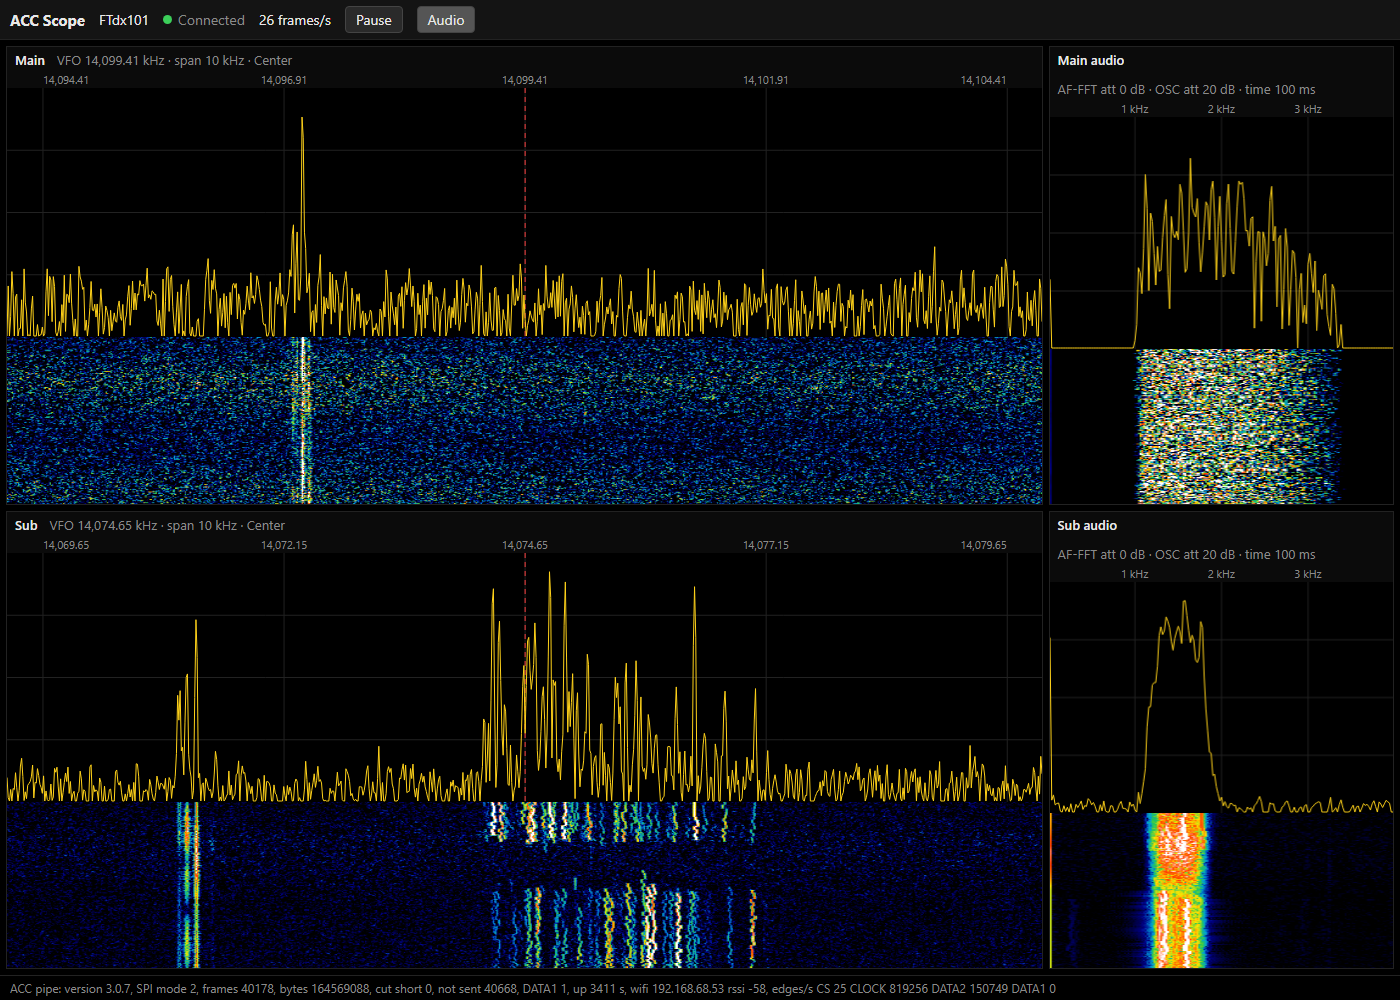 ACC Scope FTdx101 Connected 26 frames/s Pause Audio
Main VFO 14,099.41 kHz · span 10 kHz · Center
14,094.41 14,096.91 14,099.41 14,101.91 14,104.41
Main audio
AF-FFT att 0 dB · OSC att 20 dB · time 100 ms
1 kHz 2 kHz 3 kHz
Sub VFO 14,074.65 kHz · span 10 kHz · Center
14,069.65 14,072.15 14,074.65 14,077.15 14,079.65
Sub audio
AF-FFT att 0 dB · OSC att 20 dB · time 100 ms
1 kHz 2 kHz 3 kHz
ACC pipe: version 3.0.7, SPI mode 2, frames 40178, bytes 164569088, cut short 0, not sent 40668, DATA1 1, up 3411 s, wifi 192.168.68.53 rssi -58, edges/s CS 25 CLOCK 819256 DATA2 150749 DATA1 0